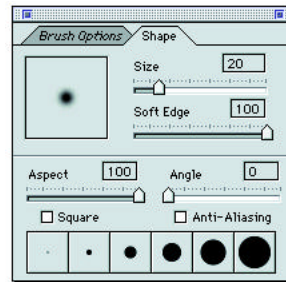 Brush Options Shape
Size 20
Soft Edge 100
Aspect 100 Angle 0
Square Anti-Aliasing